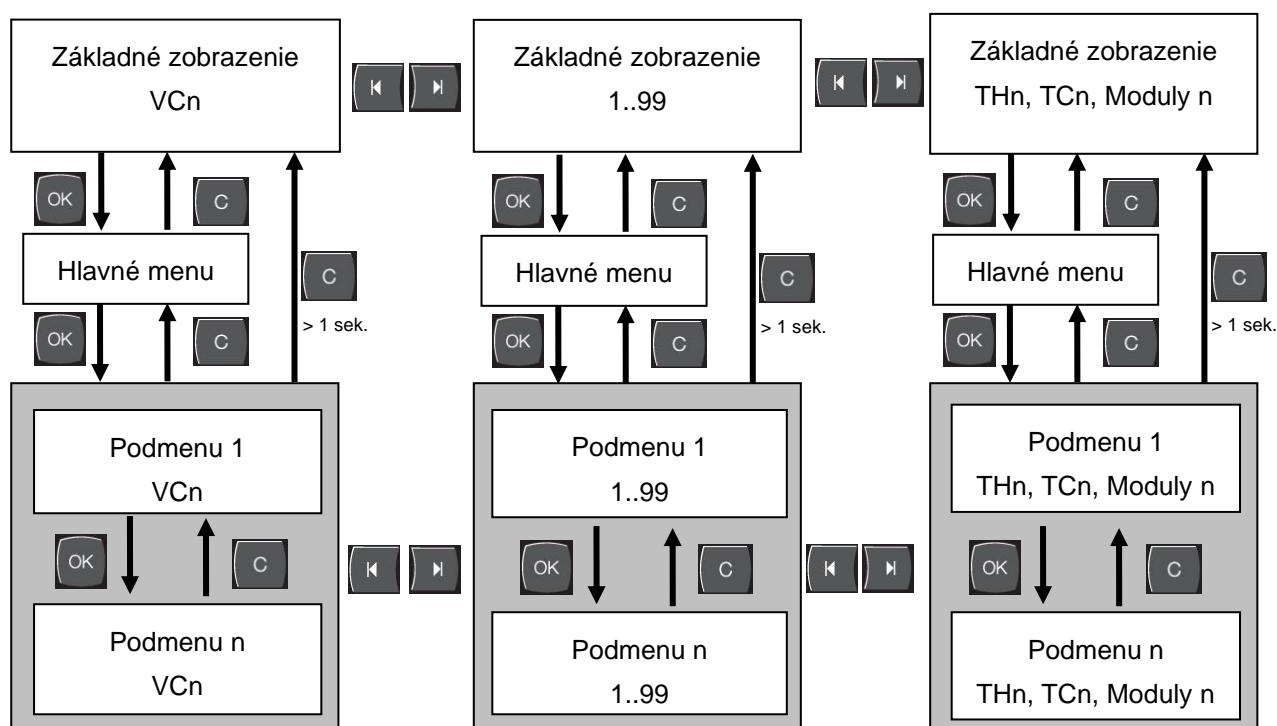 Základné zobrazenie
VCn
Základné zobrazenie
1..99
Základné zobrazenie
THn, TCn, Moduly n
OK
C
OK
C
OK
C
Hlavné menu
C
Hlavné menu
C
Hlavné menu
C
OK
C
> 1 sek.
OK
C
> 1 sek.
OK
C
> 1 sek.
Podmenu 1
VCn
Podmenu 1
1..99
Podmenu 1
THn, TCn, Moduly n
OK
C
OK
C
OK
C
Podmenu n
VCn
Podmenu n
1..99
Podmenu n
THn, TCn, Moduly n